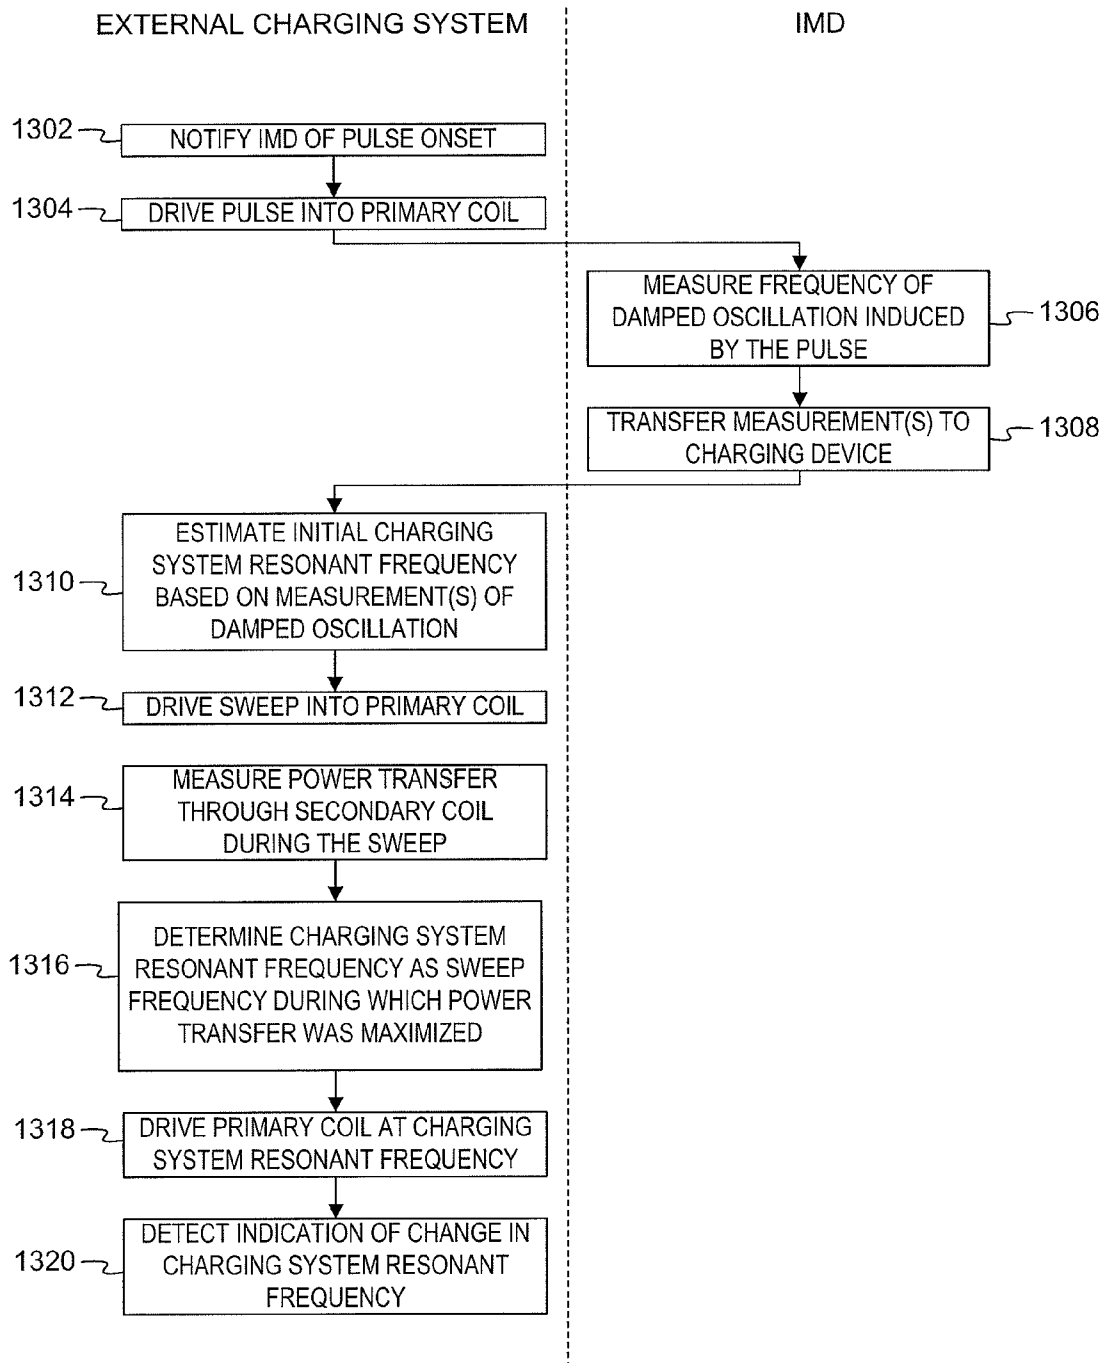 EXTERNAL CHARGING SYSTEM
IMD
1302
NOTIFY IMD OF PULSE ONSET
1304
DRIVE PULSE INTO PRIMARY COIL
MEASURE FREQUENCY OF
DAMPED OSCILLATION INDUCED
BY THE PULSE
1306
TRANSFER MEASUREMENT(S) TO
CHARGING DEVICE
1308
1310
ESTIMATE INITIAL CHARGING
SYSTEM RESONANT FREQUENCY
BASED ON MEASUREMENT(S) OF
DAMPED OSCILLATION
1312
DRIVE SWEEP INTO PRIMARY COIL
1314
MEASURE POWER TRANSFER
THROUGH SECONDARY COIL
DURING THE SWEEP
1316
DETERMINE CHARGING SYSTEM
RESONANT FREQUENCY AS SWEEP
FREQUENCY DURING WHICH POWER
TRANSFER WAS MAXIMIZED
1318
DRIVE PRIMARY COIL AT CHARGING
SYSTEM RESONANT FREQUENCY
1320
DETECT INDICATION OF CHANGE IN
CHARGING SYSTEM RESONANT
FREQUENCY